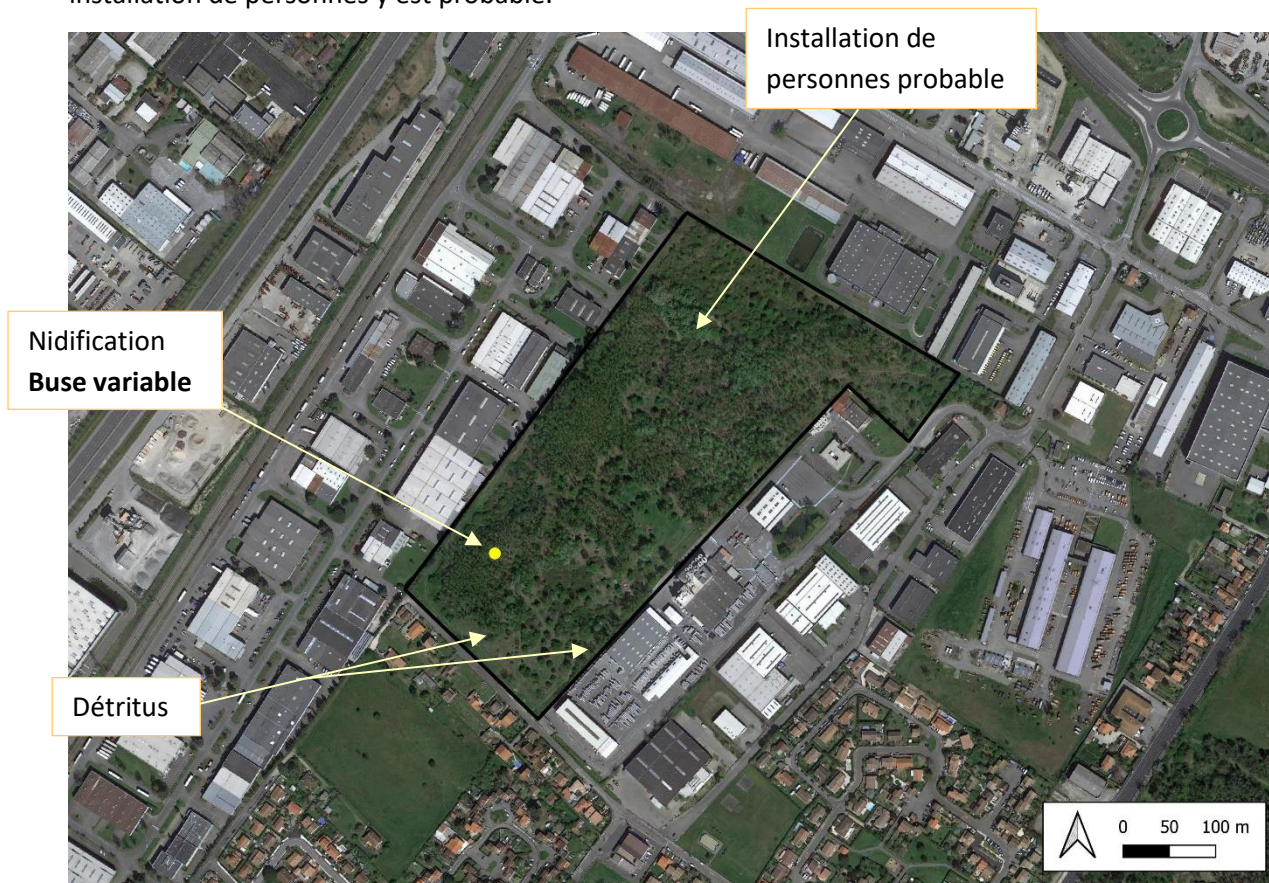 installation de personnes y est probable.
Installation de
personnes probable
Nidification
Buse variable
Détritus
0 50 100 m